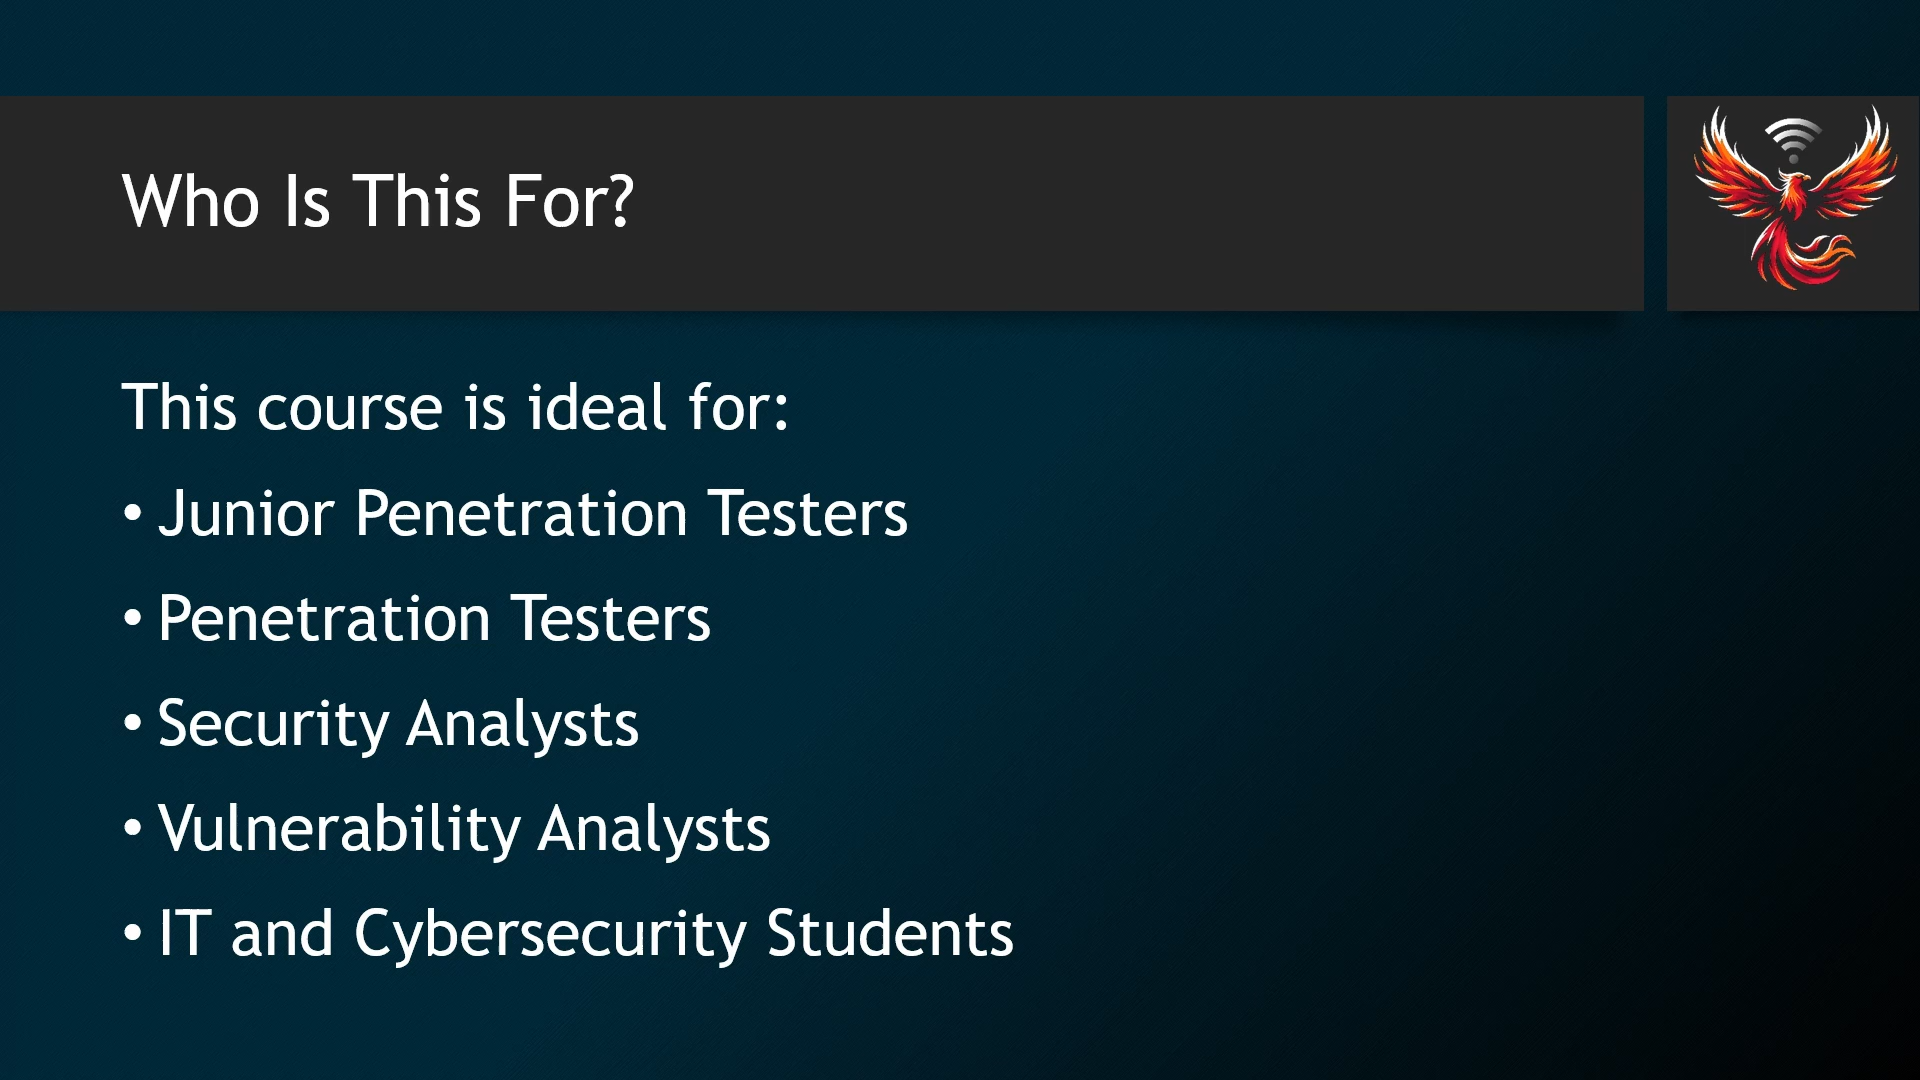 Who Is This For?
This course is ideal for:
• Junior Penetration Testers
• Penetration Testers
• Security Analysts
• Vulnerability Analysts
• IT and Cybersecurity Students